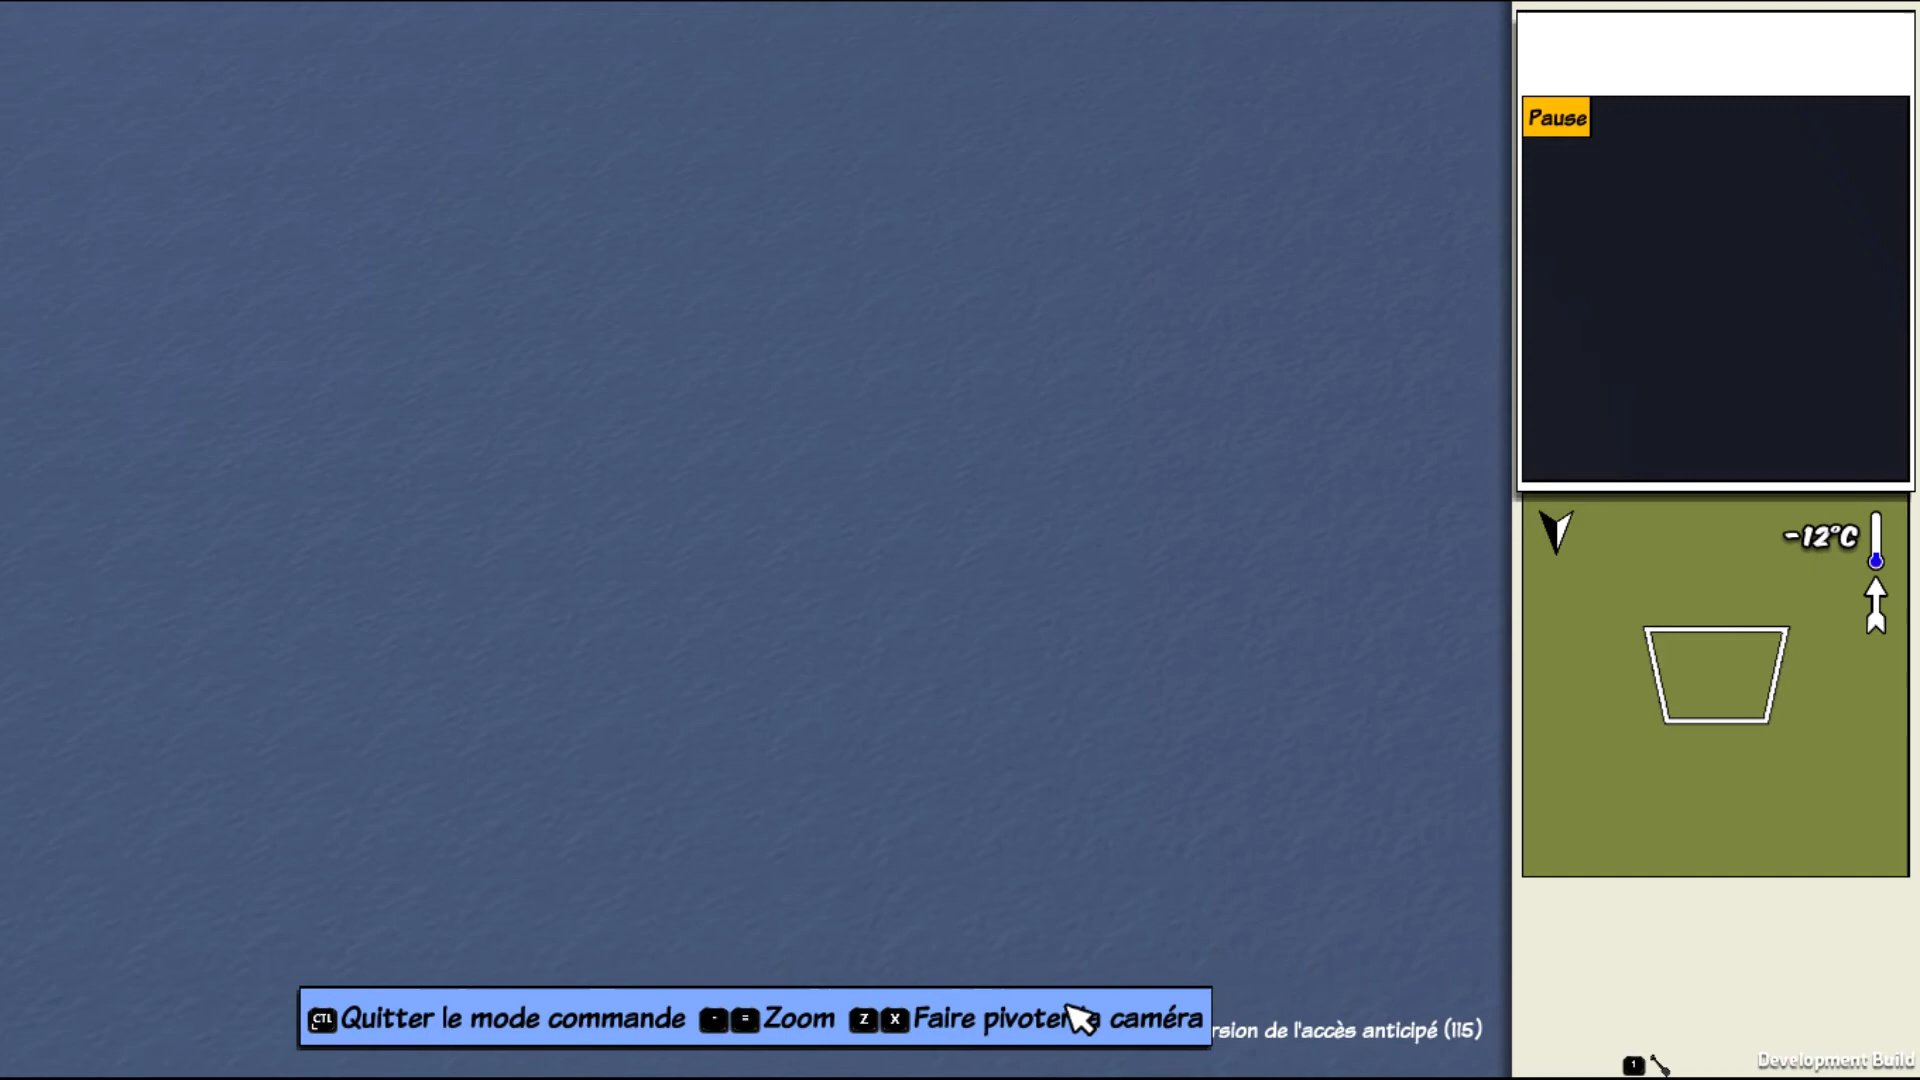 Pause
-12°C
CTL Quitter le mode commande - = Zoom Z X Faire pivoter caméra
rsion de l'accès anticipé (115)
1
Development Build